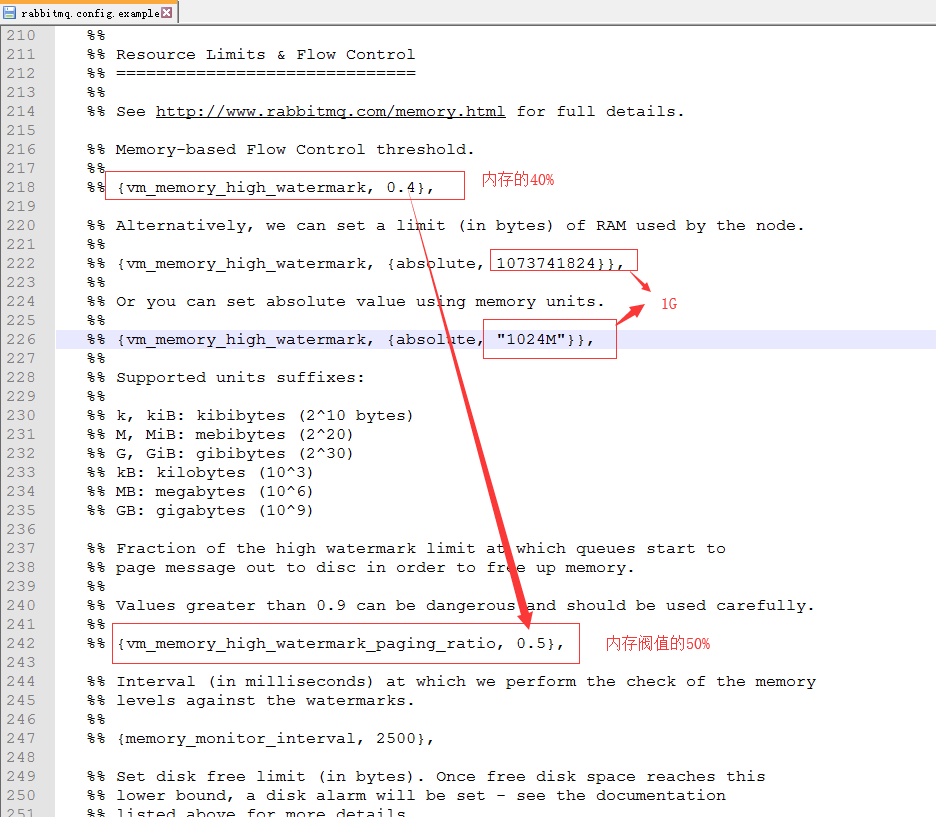 rabbitmq.config.example
210 %%
211 %% Resource Limits & Flow Control
212 %% ==============================
213 %%
214 %% See http://www.rabbitmq.com/memory.html for full details.
215
216 %% Memory-based Flow Control threshold.
217 %%
218 %% {vm_memory_high_watermark, 0.4}, 内存的40%
219
220 %% Alternatively, we can set a limit (in bytes) of RAM used by the node.
221 %%
222 %% {vm_memory_high_watermark, {absolute, 1073741824}},
223 %%
224 %% Or you can set absolute value using memory units. 1G
225 %%
226 %% {vm_memory_high_watermark, {absolute, "1024M"}},
227 %%
228 %% Supported units suffixes:
229 %%
230 %% k, kiB: kibibytes (2^10 bytes)
231 %% M, MiB: mebibytes (2^20)
232 %% G, GiB: gibibytes (2^30)
233 %% kB: kilobytes (10^3)
234 %% MB: megabytes (10^6)
235 %% GB: gigabytes (10^9)
236
237 %% Fraction of the high watermark limit at which queues start to
238 %% page message out to disc in order to free up memory.
239 %%
240 %% Values greater than 0.9 can be dangerous and should be used carefully.
241 %%
242 %% {vm_memory_high_watermark_paging_ratio, 0.5}, 内存阀值的50%
243
244 %% Interval (in milliseconds) at which we perform the check of the memory
245 %% levels against the watermarks.
246 %%
247 %% {memory_monitor_interval, 2500},
248
249 %% Set disk free limit (in bytes). Once free disk space reaches this
250 %% lower bound, a disk alarm will be set - see the documentation
251 %% listed above for more details